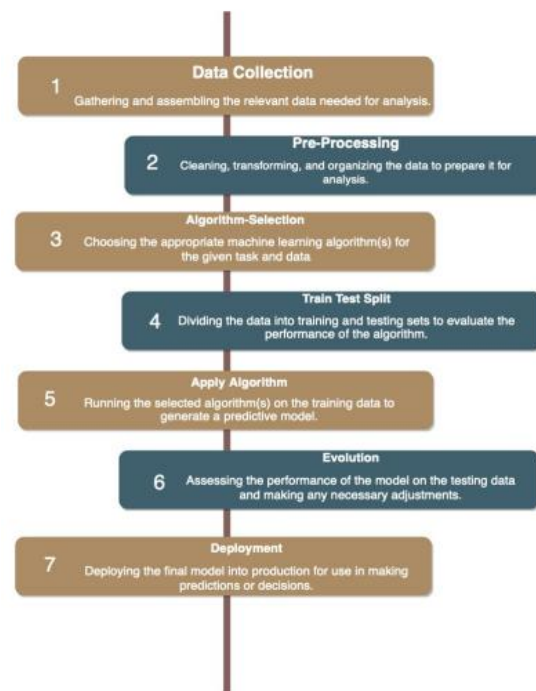 Data Collection
1
Gathering and assembling the relevant data needed for analysis.
Pre-Processing
2
Cleaning, transforming, and organizing the data to prepare it for
analysis.
Algorithm-Selection
3
Choosing the appropriate machine learning algorithm(s) for
the given task and data
Train Test Split
4
Dividing the data into training and testing sets to evaluate the
performance of the algorithm.
Apply Algorithm
5
Running the selected algorithm(s) on the training data to
generate a predictive model.
Evolution
6
Assessing the performance of the model on the testing data
and making any necessary adjustments.
Deployment
7
Deploying the final model into production for use in making
predictions or decisions.